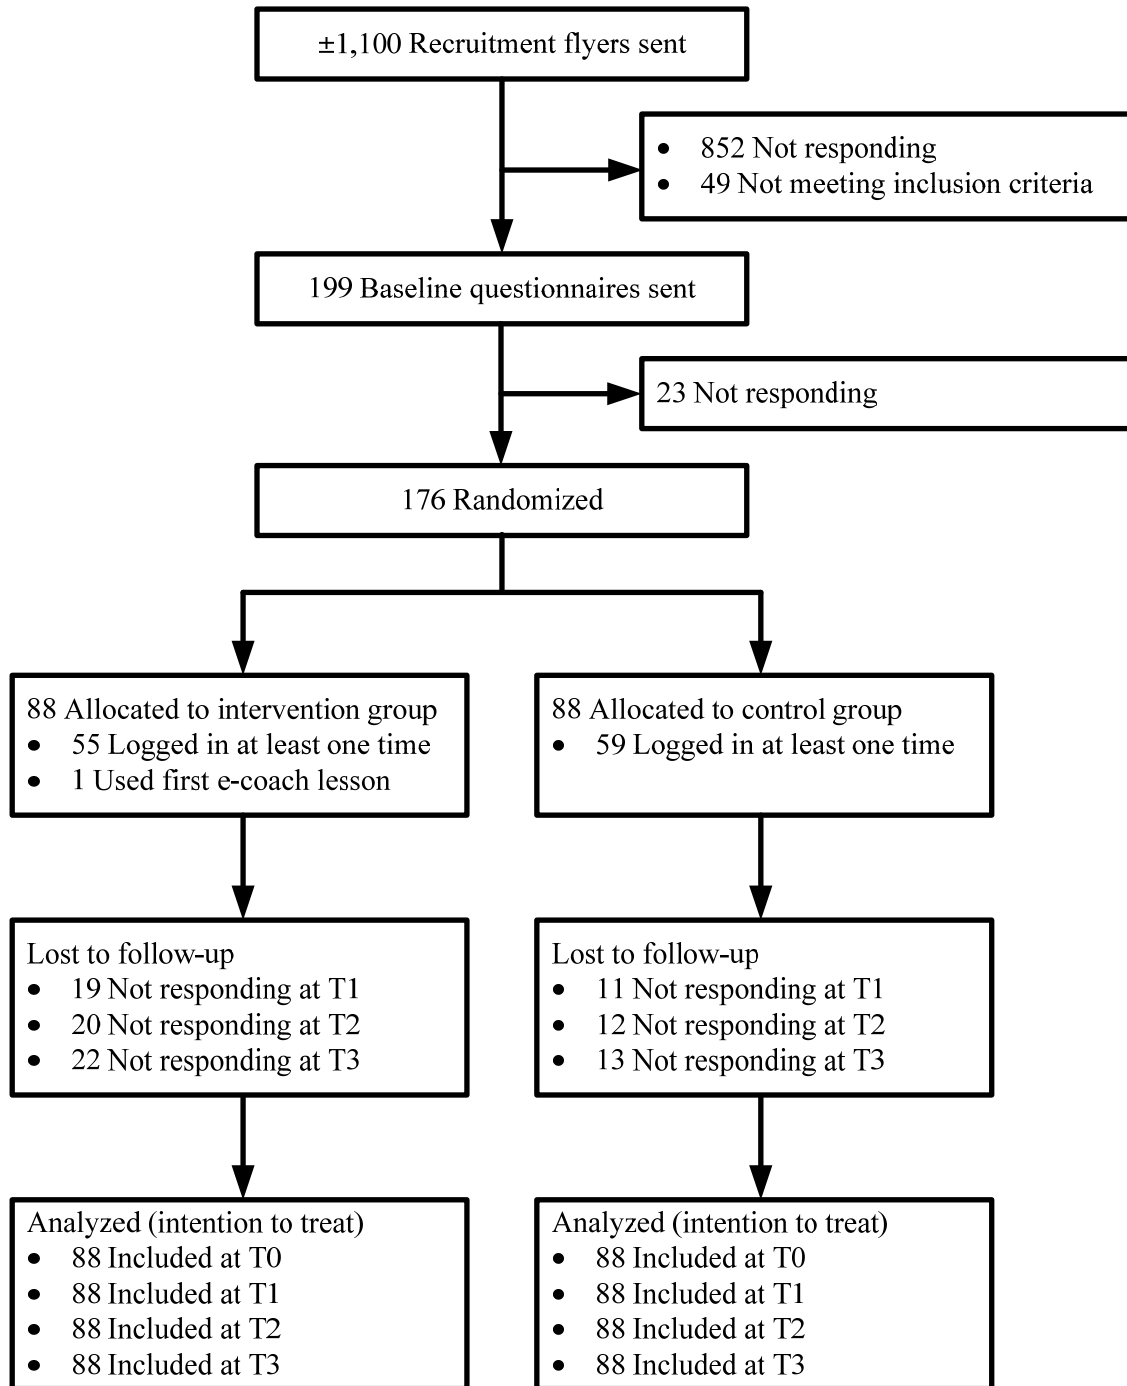 ±1,100 Recruitment flyers sent
• 852 Not responding
• 49 Not meeting inclusion criteria
199 Baseline questionnaires sent
23 Not responding
176 Randomized
88 Allocated to intervention group
• 55 Logged in at least one time
• 1 Used first e-coach lesson
88 Allocated to control group
• 59 Logged in at least one time
Lost to follow-up
• 19 Not responding at T1
• 20 Not responding at T2
• 22 Not responding at T3
Lost to follow-up
• 11 Not responding at T1
• 12 Not responding at T2
• 13 Not responding at T3
Analyzed (intention to treat)
• 88 Included at T0
• 88 Included at T1
• 88 Included at T2
• 88 Included at T3
Analyzed (intention to treat)
• 88 Included at T0
• 88 Included at T1
• 88 Included at T2
• 88 Included at T3